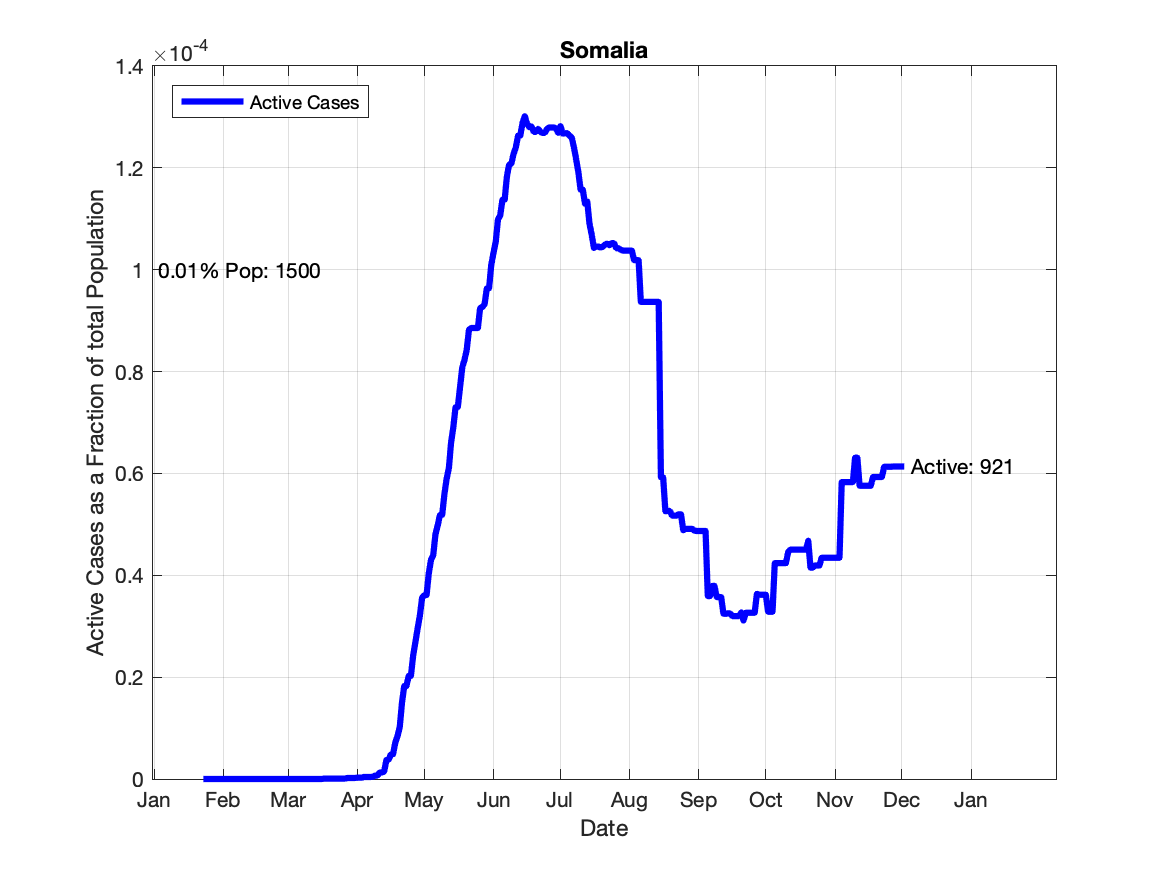 Somalia
×10-4
Active Cases
1.4
1.2
1
0.8
0.6
0.4
0.2
0
0.01% Pop: 1500
Active: 921
Active Cases as a Fraction of total Population
Jan Feb Mar Apr May Jun Jul Aug Sep Oct Nov Dec Jan
Date